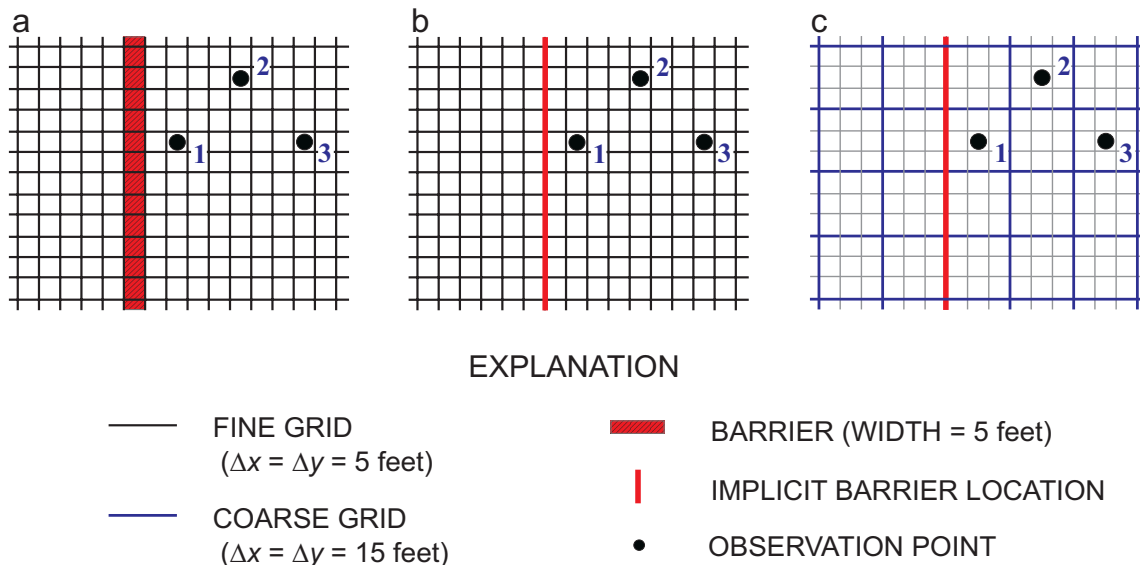 a
b
c
2
2
2
1
3
1
3
1
3
EXPLANATION
FINE GRID
(Δx = Δy = 5 feet)
COARSE GRID
(Δx = Δy = 15 feet)
BARRIER (WIDTH = 5 feet)
IMPLICIT BARRIER LOCATION
OBSERVATION POINT